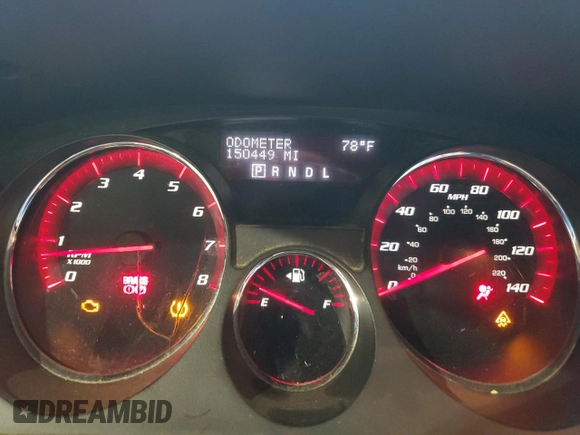 ODOMETER 78°F
150449 MI
P R N D L
0 1 2 3 4 5 6 7 8
RPM
X1000
BRAKE
E F
0 20 40 60 80 100 120 140
MPH
0 20 40 60 80 100 120 140 160 180 200 220
km/h
DREAMBID